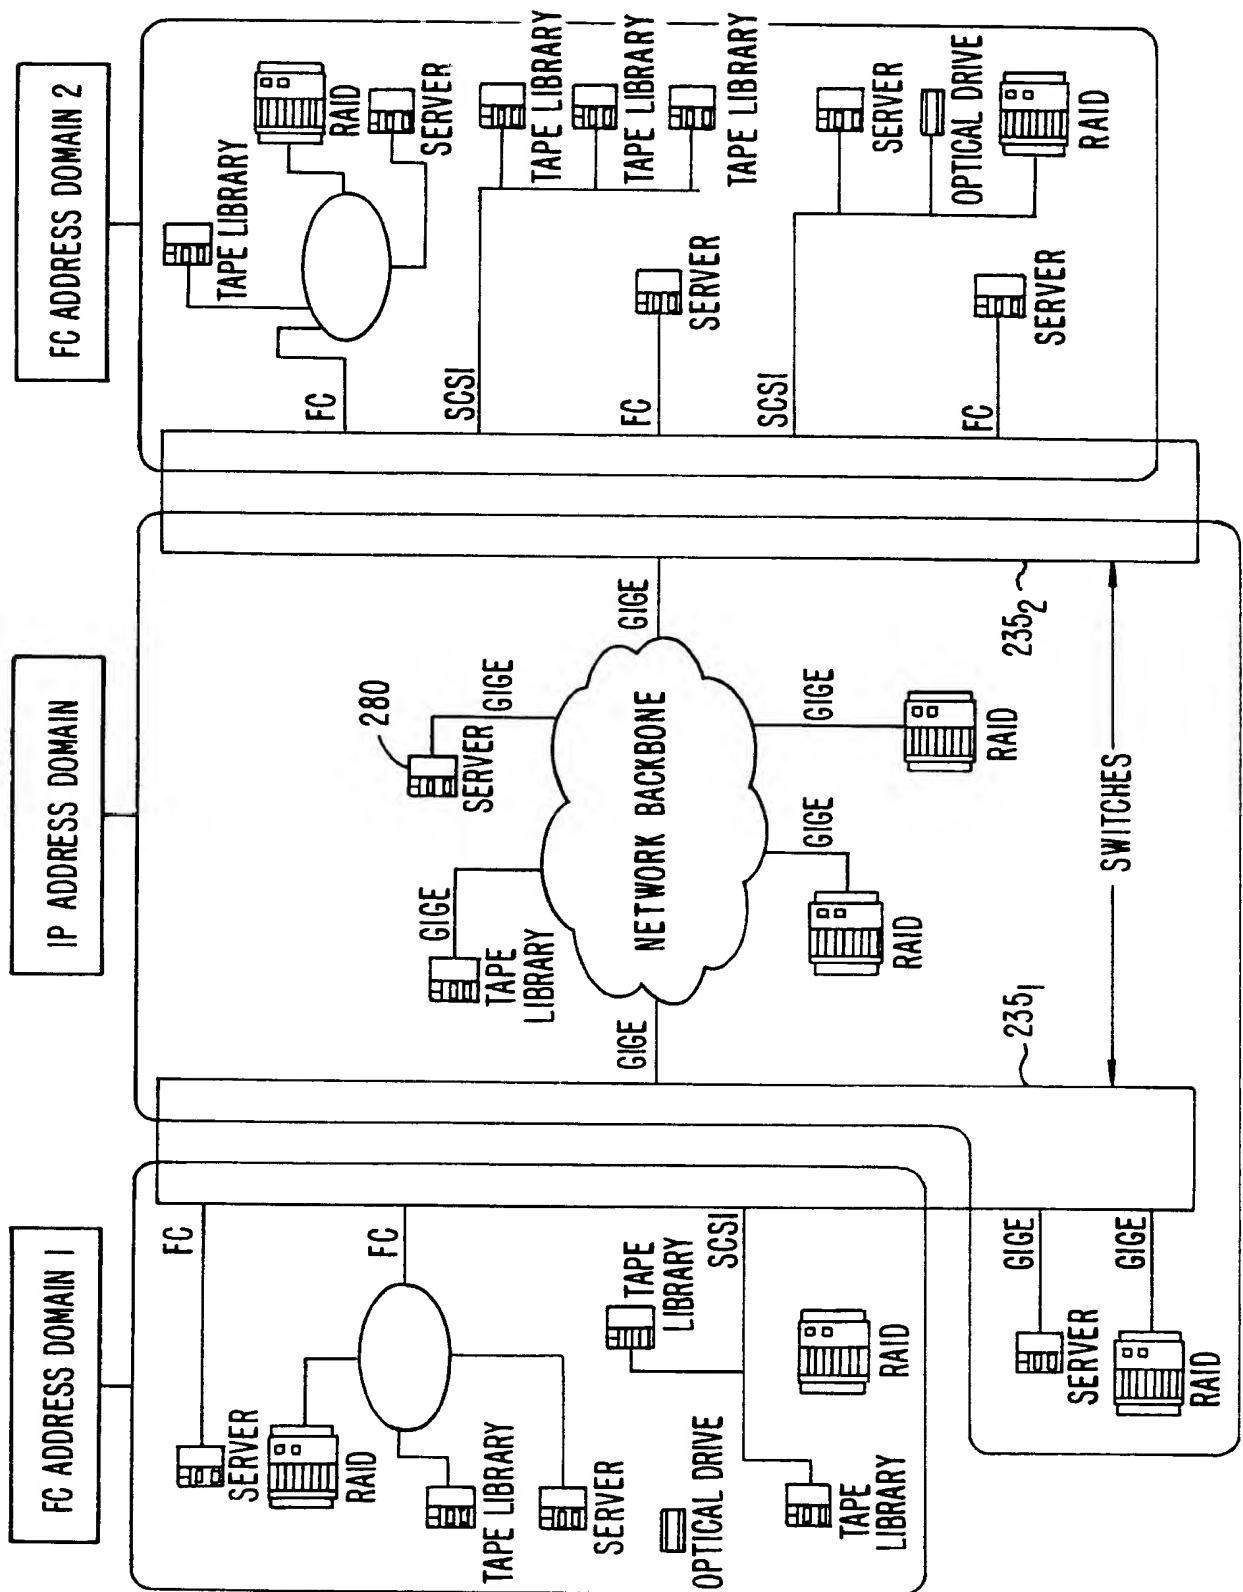 FC ADDRESS DOMAIN 1
IP ADDRESS DOMAIN
FC ADDRESS DOMAIN 2
FC
SERVER
RAID
FC
TAPE LIBRARY
SERVER
OPTICAL DRIVE
TAPE
LIBRARY
SCSI
TAPE
LIBRARY
RAID
GIGE
SERVER
GIGE
RAID
235₁
SWITCHES
235₂
GIGE
GIGE
TAPE
LIBRARY
280
SERVER
GIGE
NETWORK BACKBONE
GIGE
GIGE
RAID
GIGE
RAID
TAPE LIBRARY
RAID
SERVER
FC
SCSI
TAPE LIBRARY
TAPE LIBRARY
TAPE LIBRARY
FC
SERVER
SCSI
SERVER
OPTICAL DRIVE
RAID
FC
SERVER